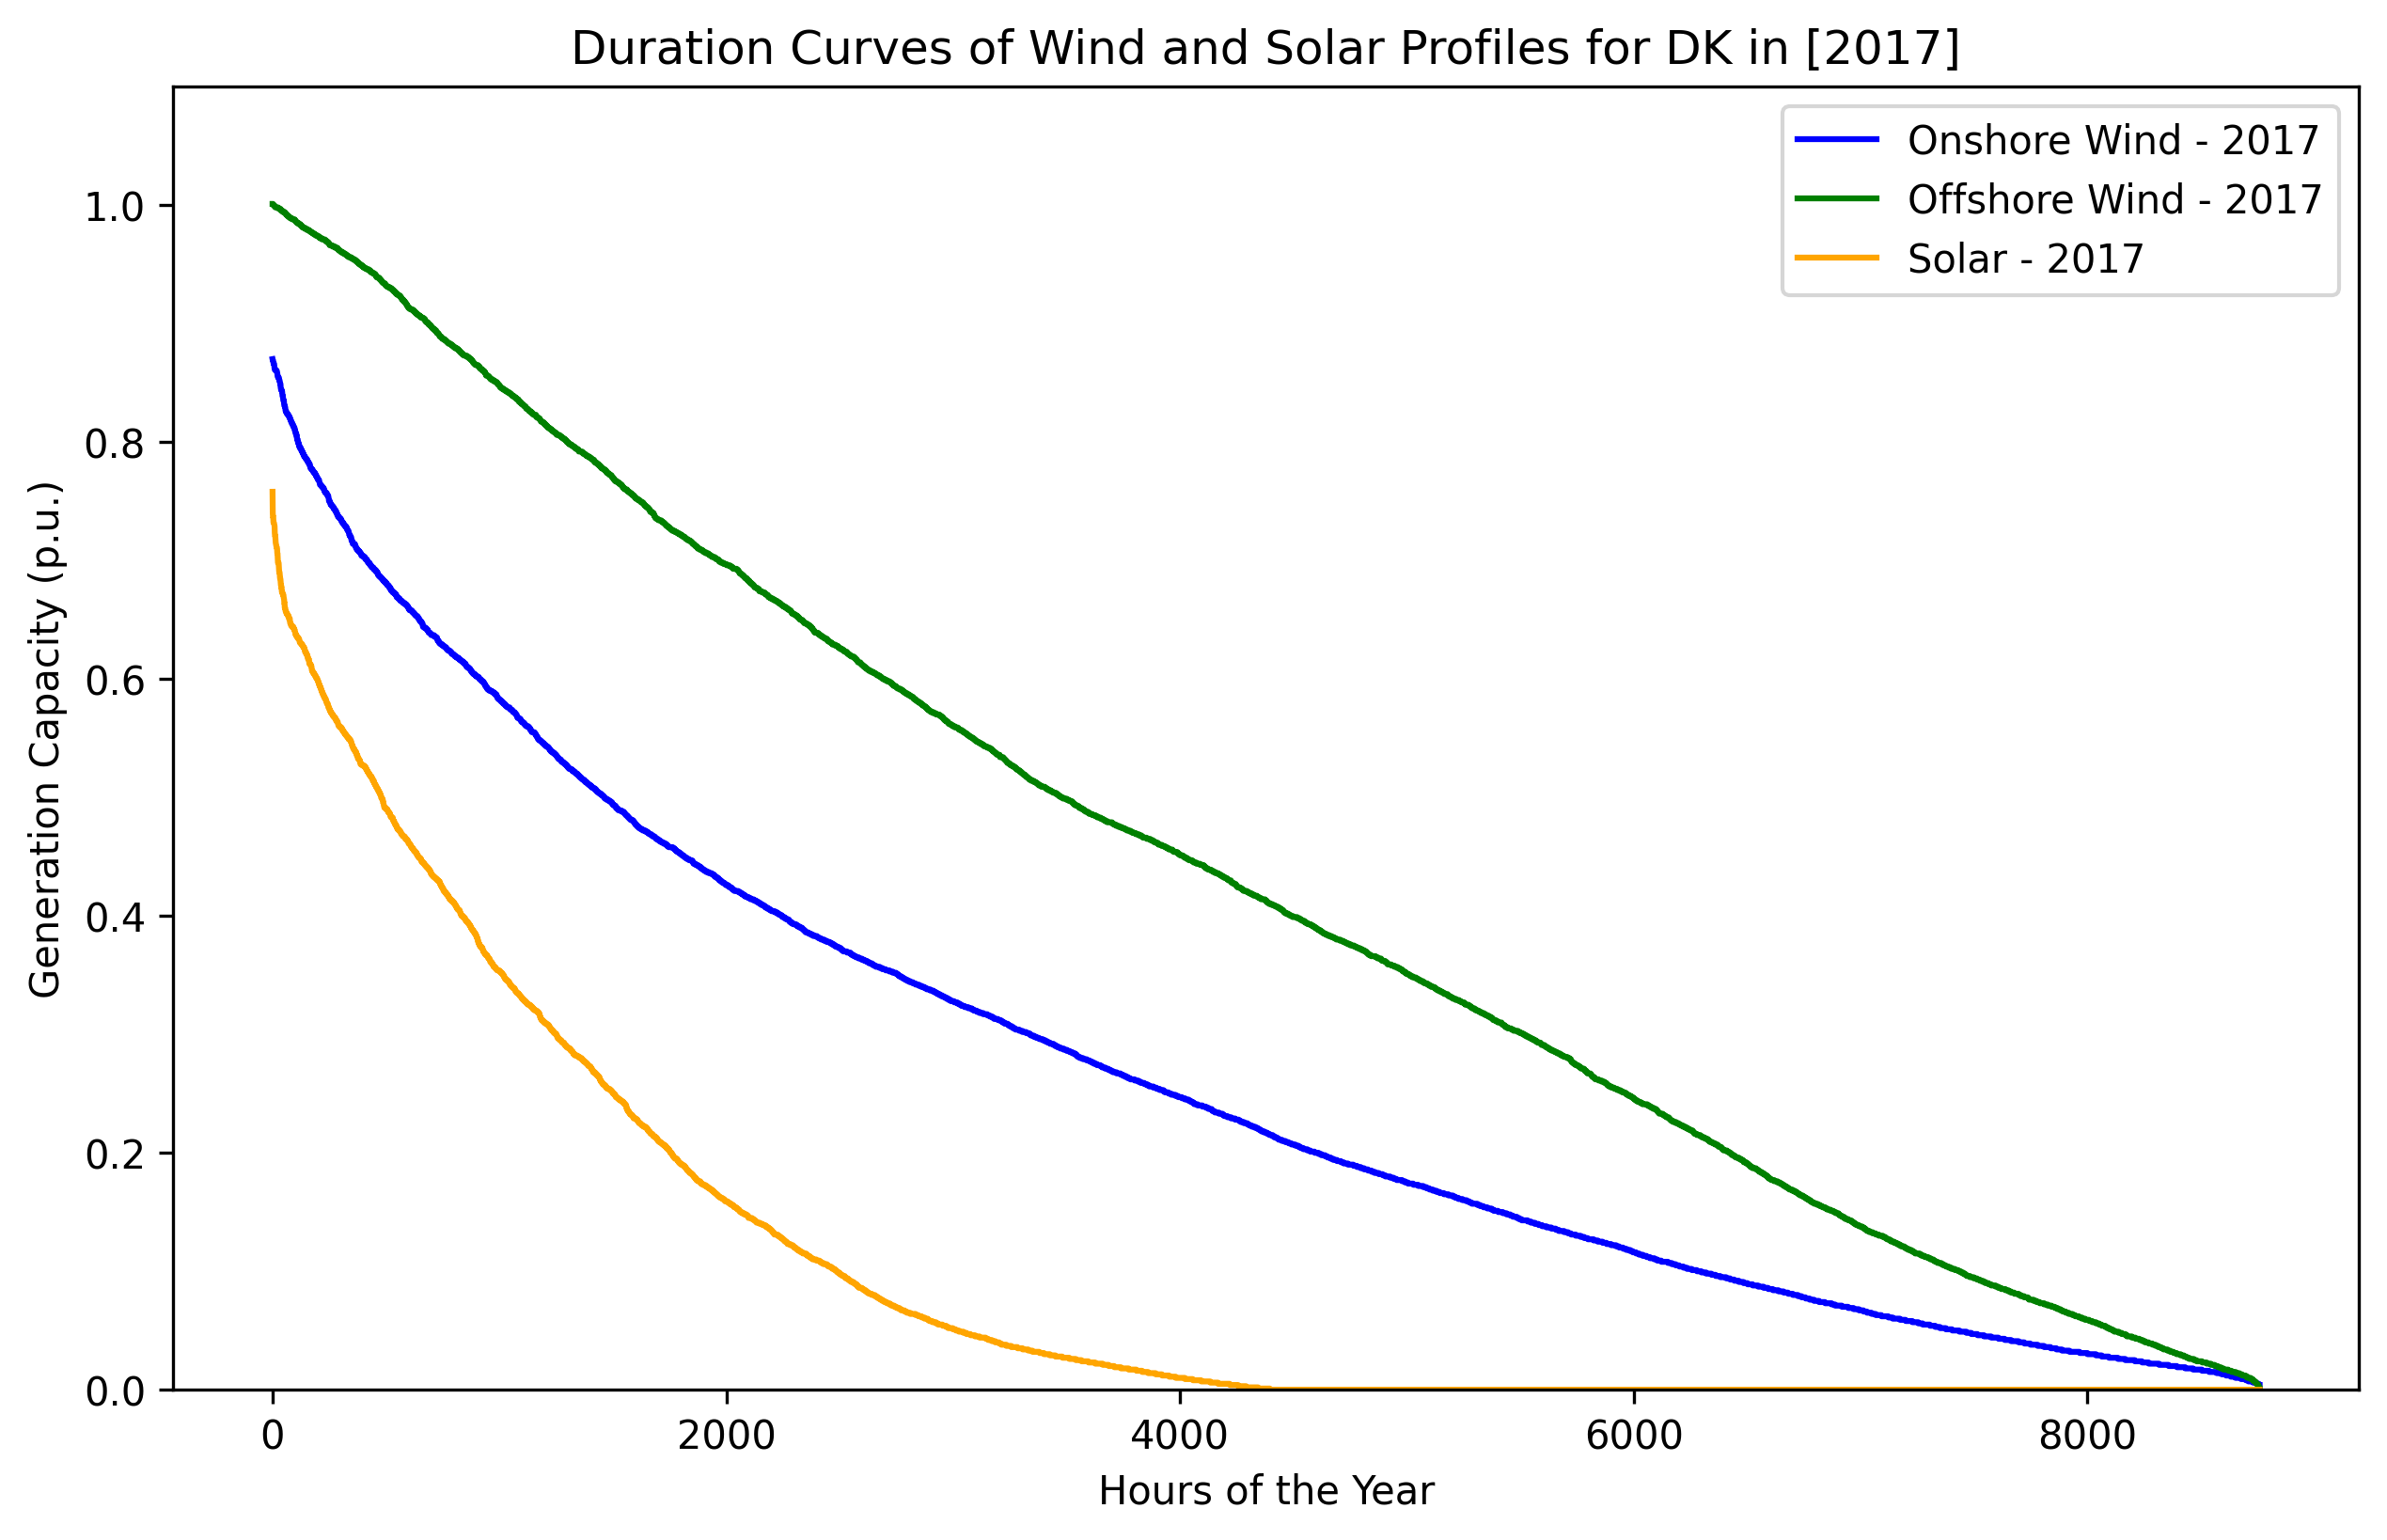 Duration Curves of Wind and Solar Profiles for DK in [2017]
Onshore Wind - 2017
Offshore Wind - 2017
Solar - 2017
Generation Capacity (p.u.)
1.0
0.8
0.6
0.4
0.2
0.0
0 2000 4000 6000 8000
Hours of the Year